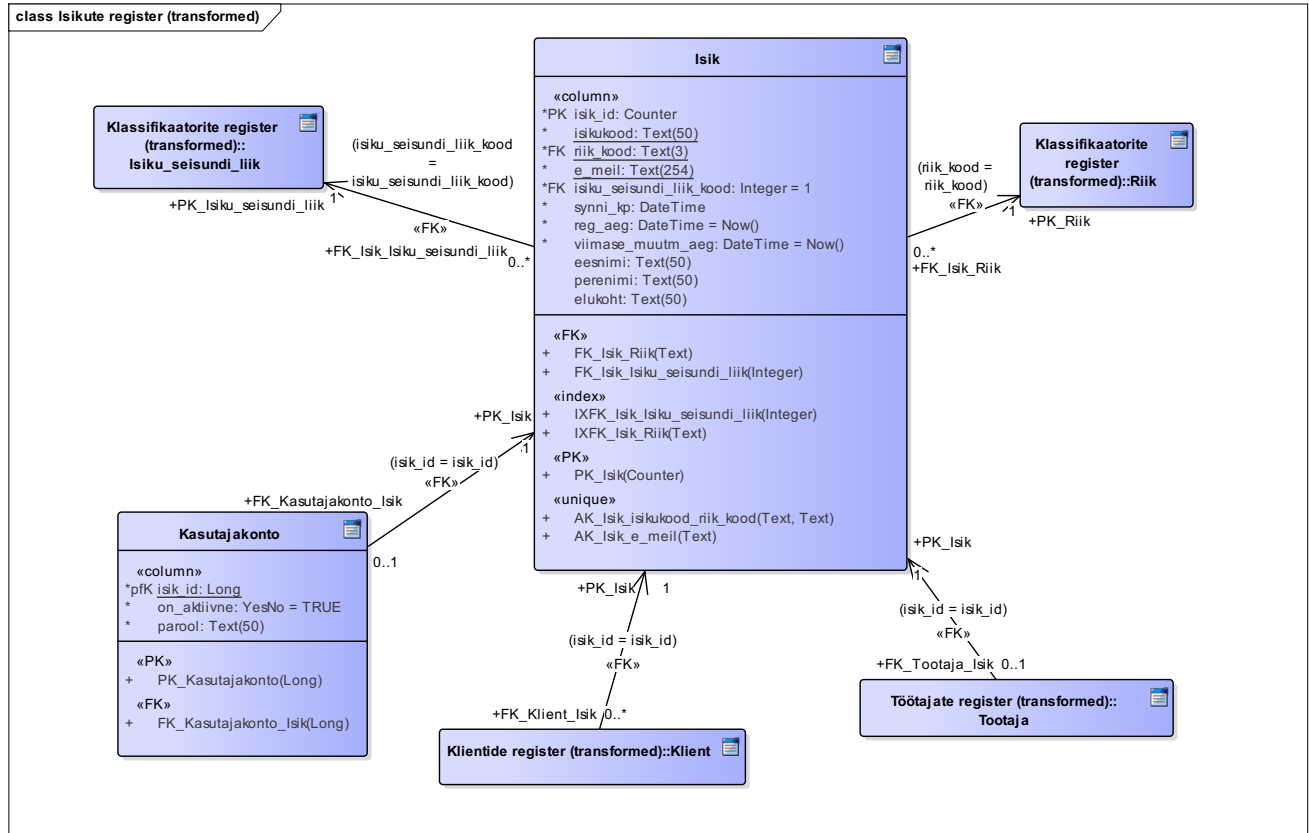 class Isikute register (transformed)
Isik
«column»
*PK isik_id: Counter
* isikukood: Text(50)
*FK riik_kood: Text(3)
* e_meil: Text(254)
*FK isiku_seisundi_liik_kood: Integer = 1
* synni_kp: DateTime
* reg_aeg: DateTime = Now()
* viimase_muutm_aeg: DateTime = Now()
eesnimi: Text(50)
perenimi: Text(50)
elukoht: Text(50)
«FK»
+ FK_Isik_Riik(Text)
+ FK_Isik_Isiku_seisundi_liik(Integer)
«index»
+ IXFK_Isik_Isiku_seisundi_liik(Integer)
+ IXFK_Isik_Riik(Text)
«PK»
+ PK_Isik(Counter)
«unique»
+ AK_Isik_isikukood_riik_kood(Text, Text)
+ AK_Isik_e_meil(Text)
Klassifikaatorite register
(transformed)::
Isiku_seisundi_liik
(isiku_seisundi_liik_kood
=
isiku_seisundi_liik_kood)
+PK_Isiku_seisundi_liik
1
«FK»
+FK_Isik_Isiku_seisundi_liik
0..*
Klassifikaatorite
register
(transformed)::Riik
(riik_kood =
riik_kood)
«FK»
1
+PK_Riik
0..*
+FK_Isik_Riik
+PK_Isik
1
(isik_id = isik_id)
«FK»
+FK_Kasutajakonto_Isik
0..1
Kasutajakonto
«column»
*pfK isik_id: Long
* on_aktiivne: YesNo = TRUE
* parool: Text(50)
«PK»
+ PK_Kasutajakonto(Long)
«FK»
+ FK_Kasutajakonto_Isik(Long)
+PK_Isik
1
(isik_id = isik_id)
«FK»
+FK_Klient_Isik
0..*
Klientide register (transformed)::Klient
+PK_Isik
1
(isik_id = isik_id)
«FK»
+FK_Tootaja_Isik
0..1
Töötajate register (transformed)::
Tootaja